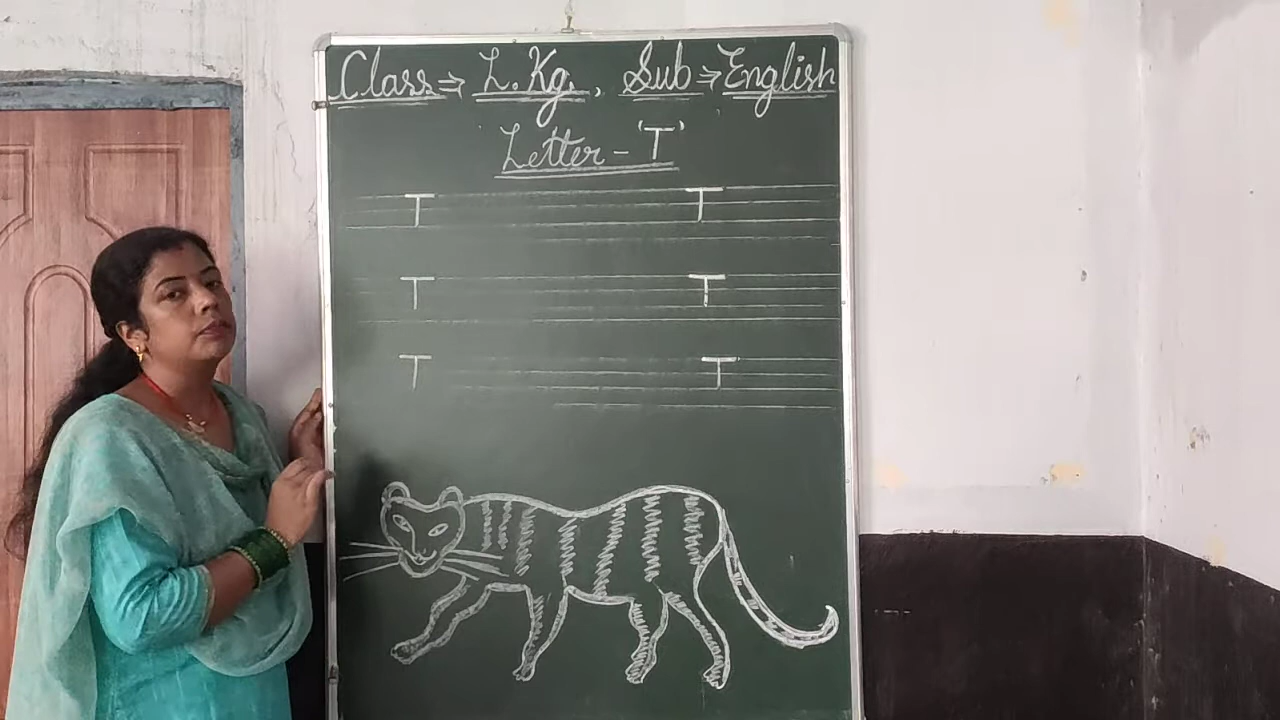 Class ⇒ L.Kg., Sub ⇒ English
Letter - 'T'
T T
T T
T T